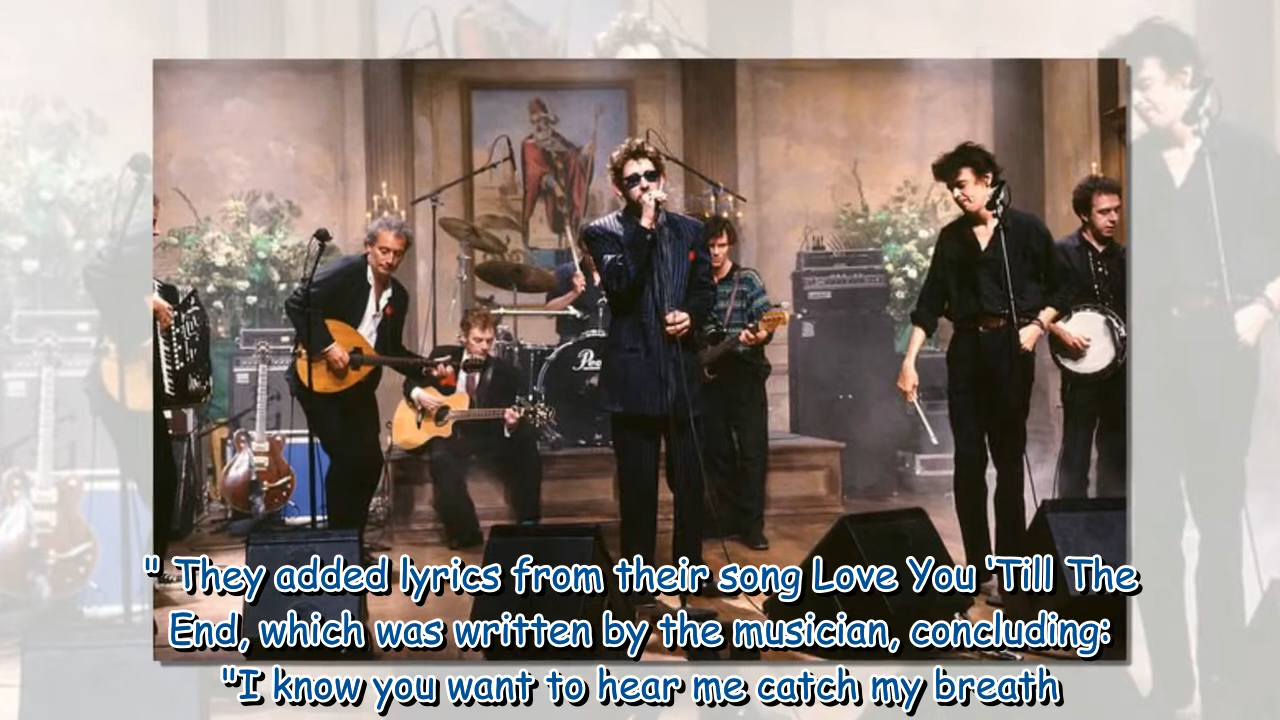 " They added lyrics from their song Love You 'Till The
End, which was written by the musician, concluding:
"I know you want to hear me catch my breath